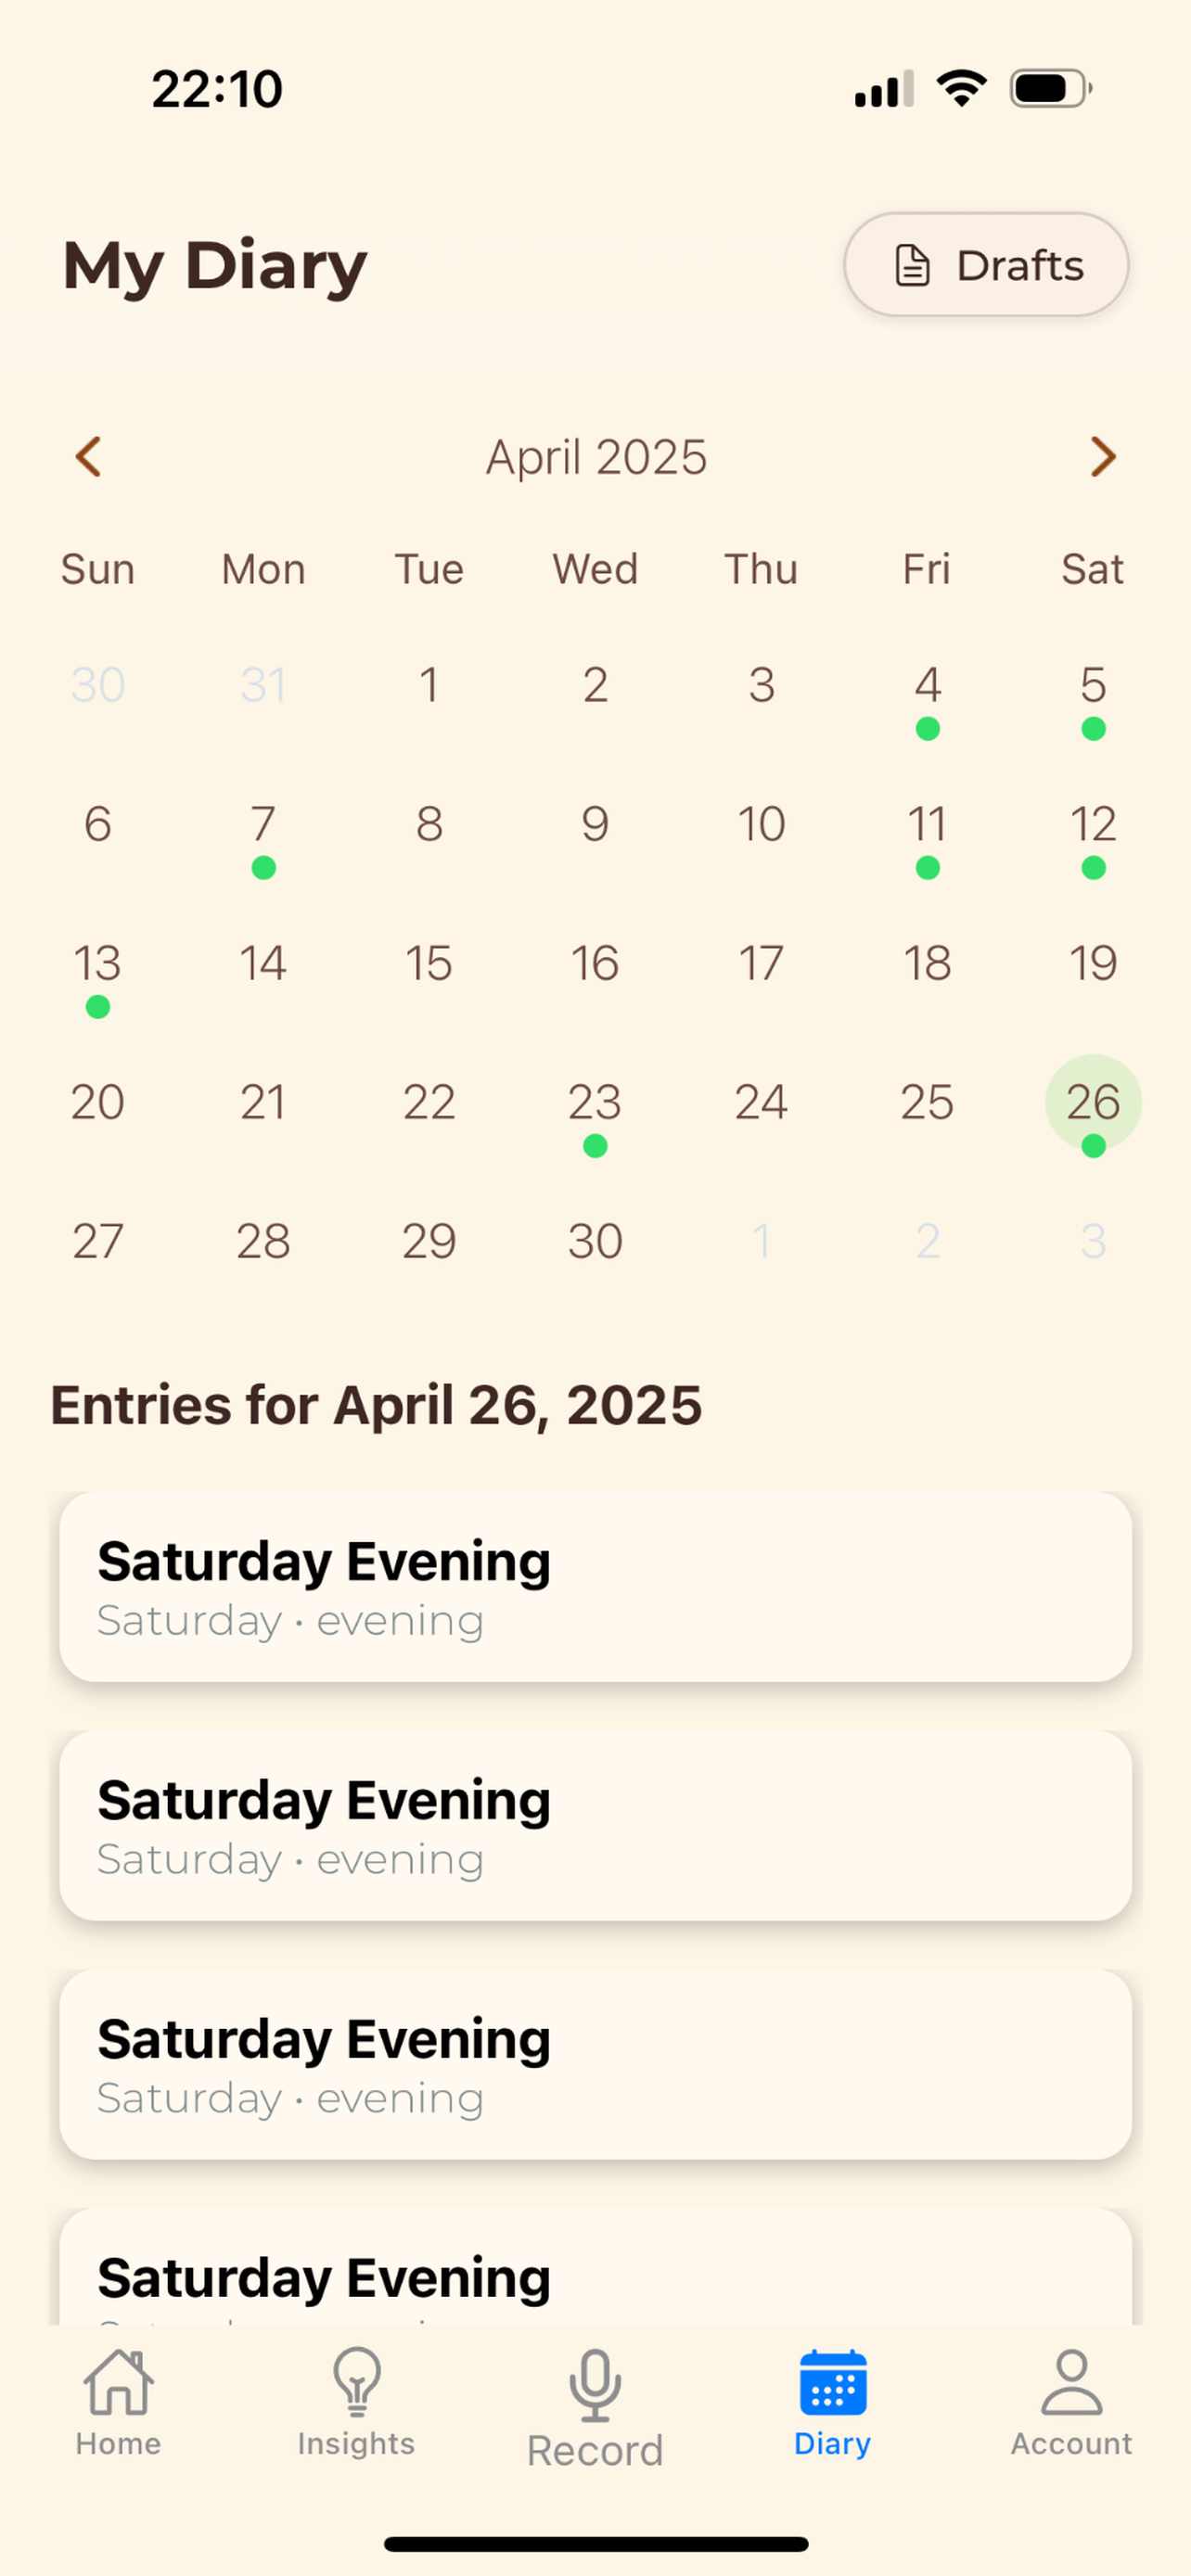 22:10
My Diary
Drafts
April 2025
Sun Mon Tue Wed Thu Fri Sat
30 31 1 2 3 4 5
6 7 8 9 10 11 12
13 14 15 16 17 18 19
20 21 22 23 24 25 26
27 28 29 30 1 2 3
Entries for April 26, 2025
Saturday Evening
Saturday • evening
Saturday Evening
Saturday • evening
Saturday Evening
Saturday • evening
Saturday Evening
Home Insights Record Diary Account